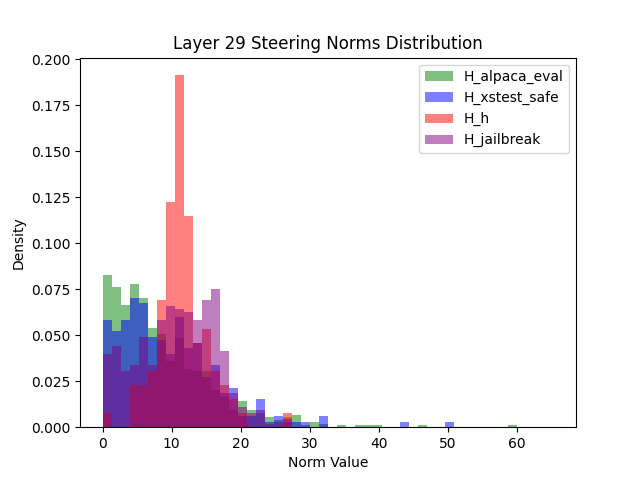 Layer 29 Steering Norms Distribution
H_alpaca_eval
H_xstest_safe
H_h
H_jailbreak
0.200
0.175
0.150
0.125
0.100
0.075
0.050
0.025
0.000
Density
0 10 20 30 40 50 60
Norm Value